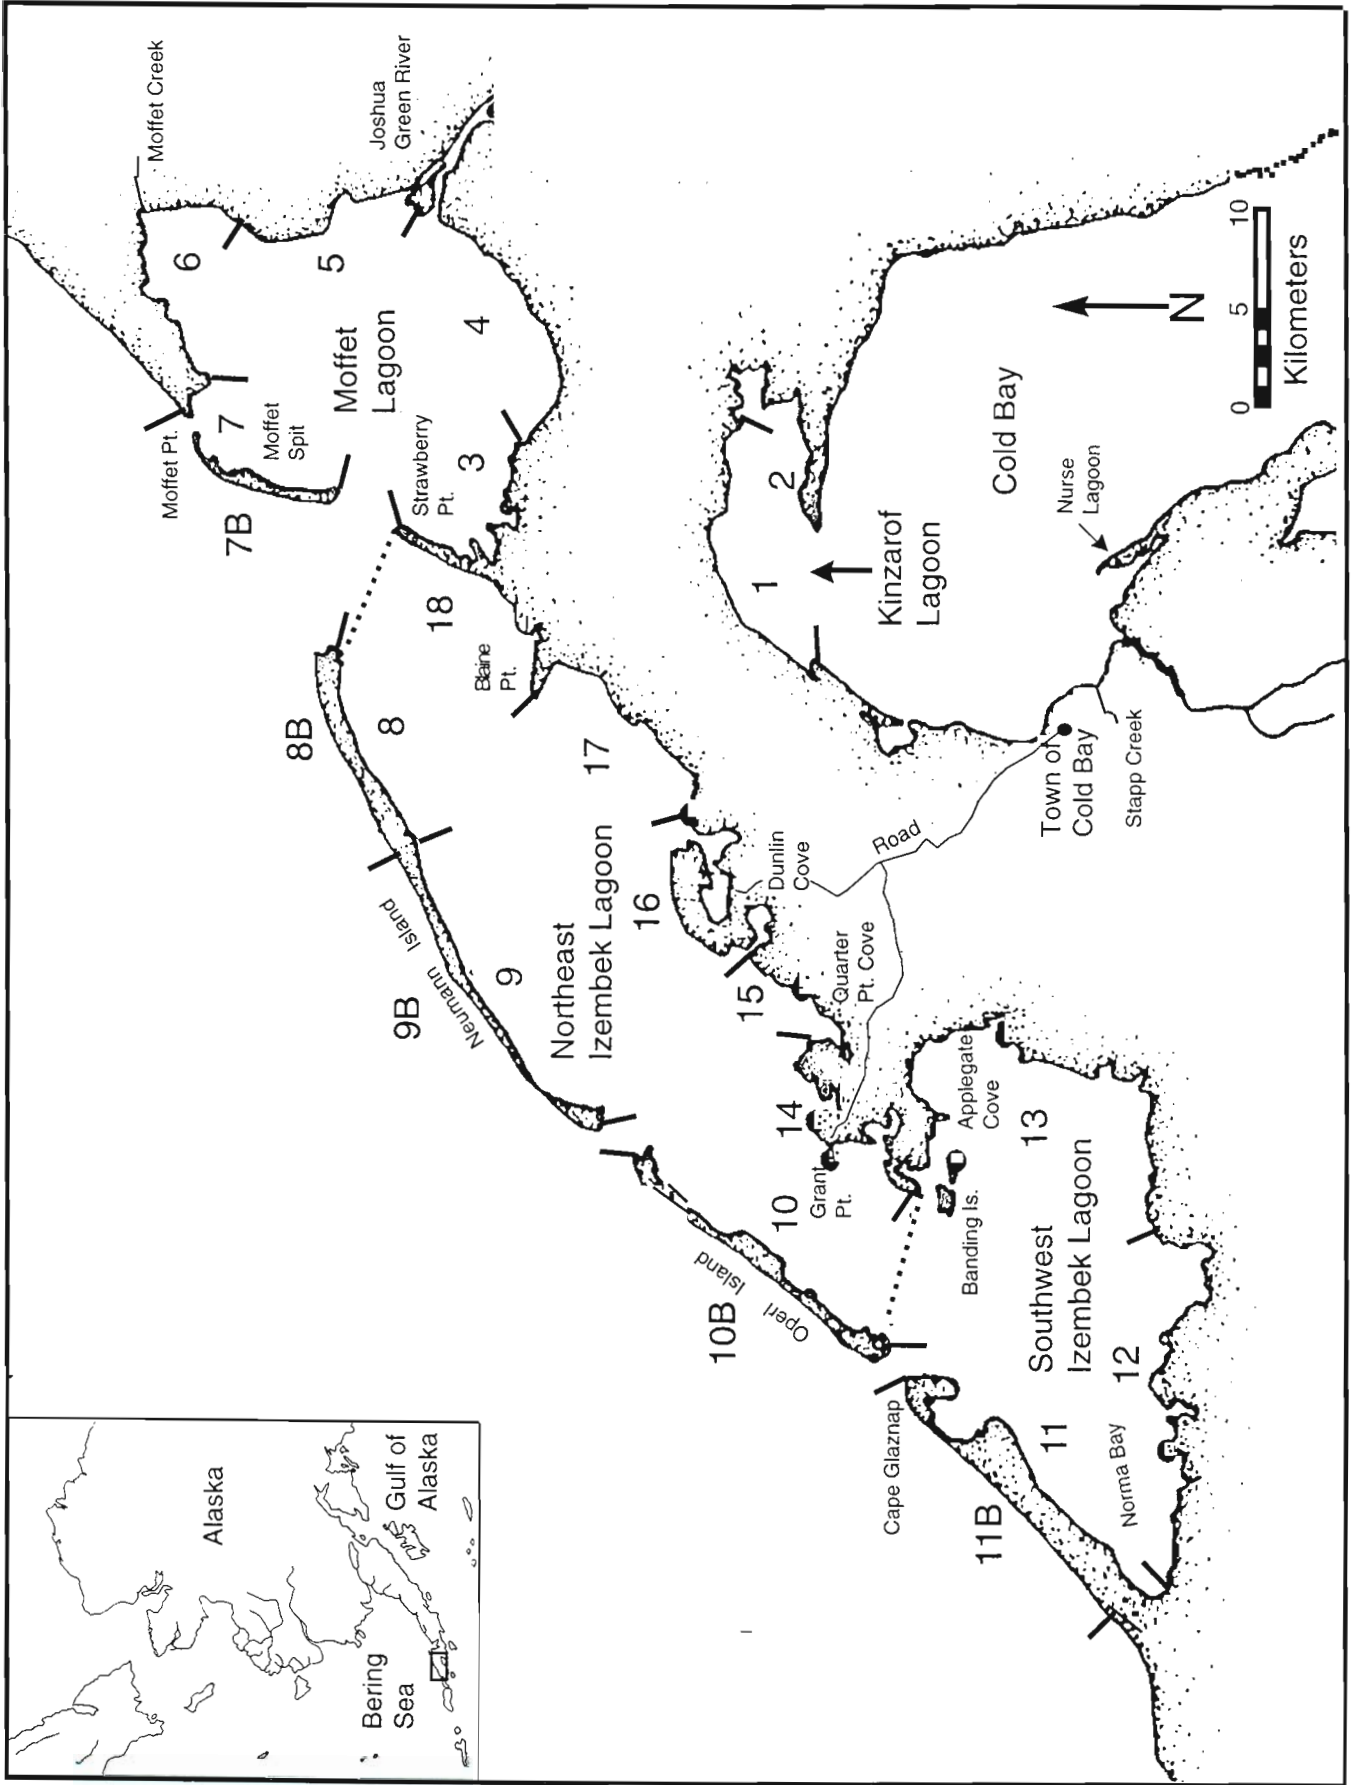 Alaska
Bering
Sea
Gulf of
Alaska
Moffet Creek
Joshua
Green River
6
5
4
Moffet
Lagoon
Moffet Pt.
7
Moffet
Spit
7B
Strawberry
Pt.
3
18
Blaine
Pt.
8B
8
17
Neumann Island
9B
9
Northeast
Izembek Lagoon
16
Dunlin
Cove
15
Quarter
Pt. Cove
Road
14
Grant
Pt.
10
Operl Island
10B
Applegate
Cove
13
Banding Is.
Southwest
Izembek Lagoon
12
11
Norma Bay
Cape Glaznap
11B
2
1
Kinzarof
Lagoon
Cold Bay
Nurse
Lagoon
Town of
Cold Bay
Stapp Creek
N
0 5 10
Kilometers